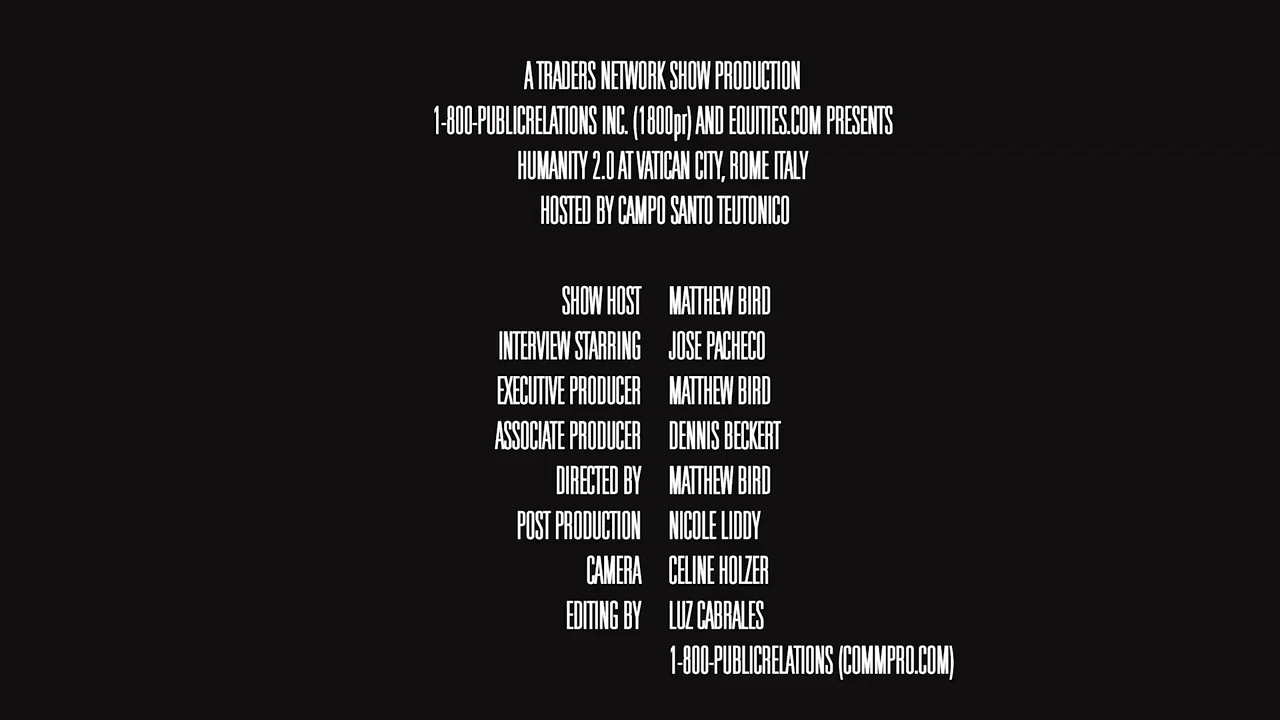 A TRADERS NETWORK SHOW PRODUCTION
1-800-PUBLICRELATIONS INC. (1800pr) AND EQUITIES.COM PRESENTS
HUMANITY 2.0 AT VATICAN CITY, ROME ITALY
HOSTED BY CAMPO SANTO TEUTONICO
SHOW HOST MATTHEW BIRD
INTERVIEW STARRING JOSE PACHECO
EXECUTIVE PRODUCER MATTHEW BIRD
ASSOCIATE PRODUCER DENNIS BECKERT
DIRECTED BY MATTHEW BIRD
POST PRODUCTION NICOLE LIDDY
CAMERA CELINE HOLZER
EDITING BY LUZ CABRALES
1-800-PUBLICRELATIONS (COMMPRO.COM)